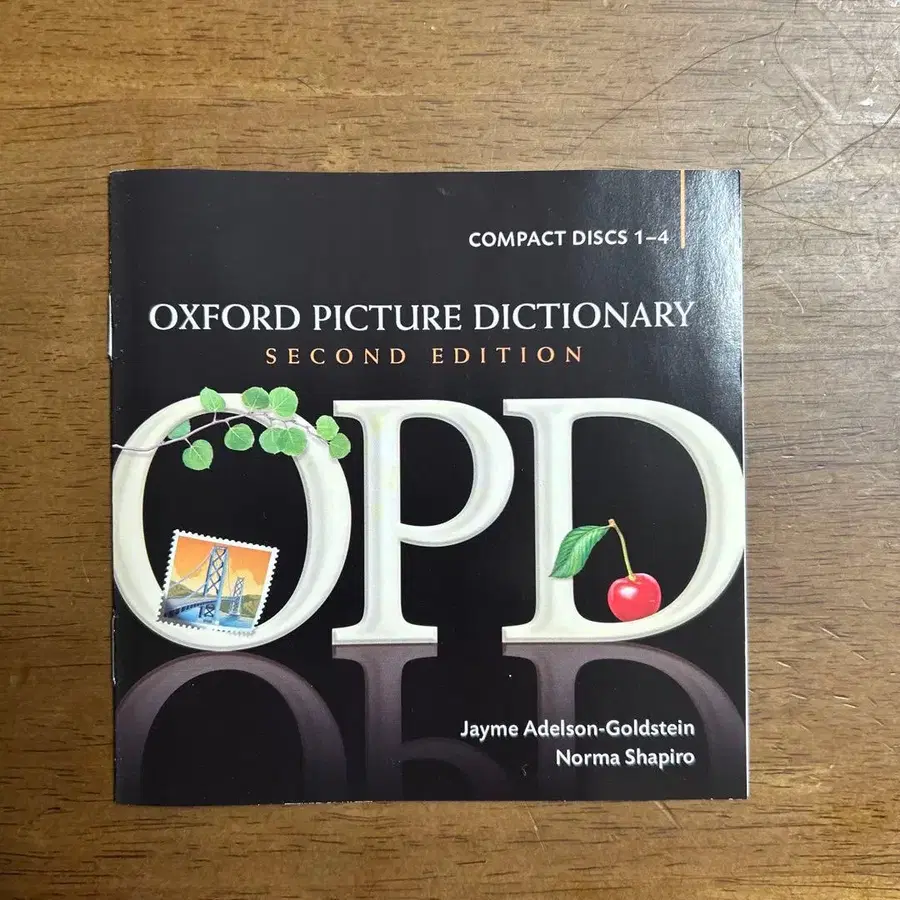 COMPACT DISCS 1–4
OXFORD PICTURE DICTIONARY
SECOND EDITION
OPD
Jayme Adelson-Goldstein
Norma Shapiro